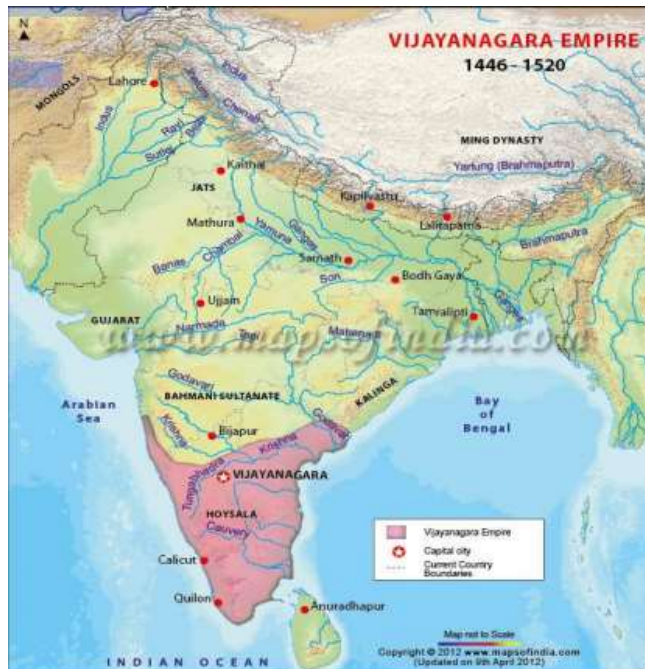 N
VIJAYANAGARA EMPIRE
1446 - 1520
Indus
Lahore
MONGOLS
Jhelum
Chenab
Indus
Ravi
Beas
Sutlej
MING DYNASTY
Yarlung (Brahmaputra)
Kaithal
JATS
Kapilvastu
Mathura
Lalitapatna
Yamuna
Ganges
Banas
Chambal
Brahmaputra
Sarnath
Son
Bodh Gaya
Ujjain
Tamralipti
Ganges
GUJARAT
Narmada
Tapi
Mahanadi
www.mapsofindia.com
Godavari
BAHMANI SULTANATE
KALINGA
Arabian
Sea
Bay
of
Bengal
Krishna
Bijapur
Krishna
Godavari
Tungabhadra
VIJAYANAGARA
HOYSALA
Cauvery
Vijayanagara Empire
Capital city
Current Country
Boundaries
Calicut
Quilon
Anuradhapur
Map not to Scale
Copyright © 2012 www.mapsofindia.com
(Updated on 9th April 2012)
INDIAN OCEAN